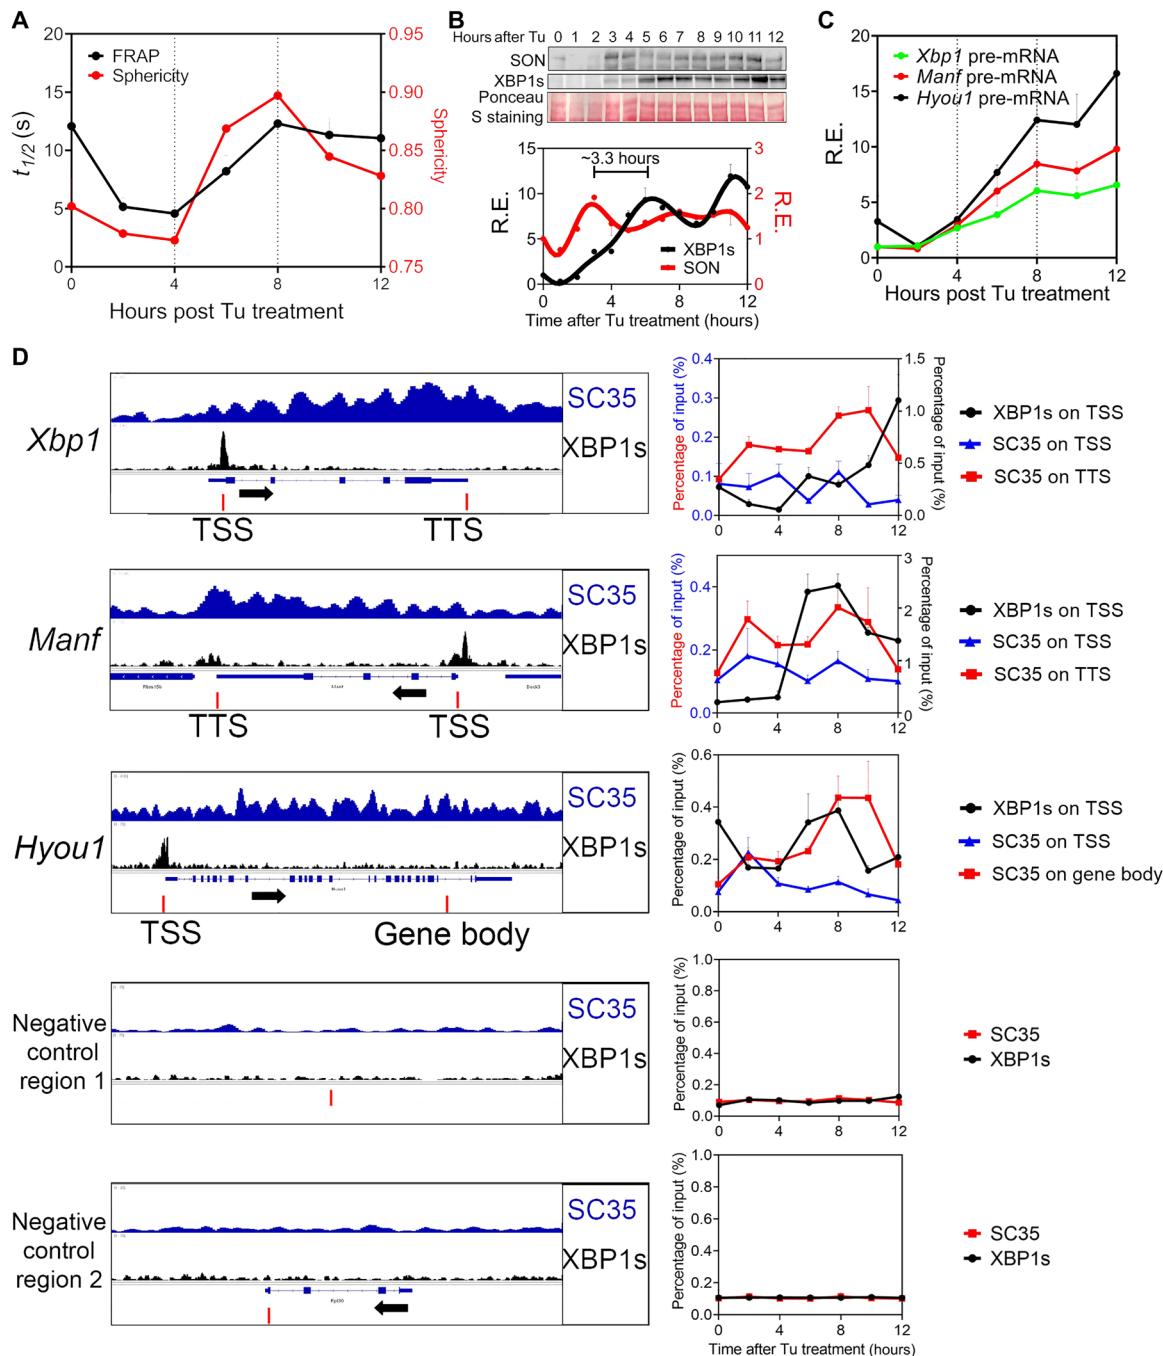 A
20
15
10
5
0
t1/2 (s)
FRAP
Sphericity
0.95
0.90
0.85
0.80
0.75
Sphericity
0
4
8
12
Hours post Tu treatment
B
Hours after Tu 0 1 2 3 4 5 6 7 8 9 10 11 12
SON
XBP1s
Ponceau
S staining
15
10
5
0
R.E.
~3.3 hours
XBP1s
SON
3
2
1
0
R.E.
0 4 8 12
Time after Tu treatment (hours)
C
20
15
10
5
0
R.E.
Xbp1 pre-mRNA
Manf pre-mRNA
Hyou1 pre-mRNA
0 4 8 12
Hours post Tu treatment
D
Xbp1
SC35
XBP1s
TSS
TTS
0.4
0.3
0.2
0.1
0.0
Percentage of input (%)
1.5
1.0
0.5
0.0
Percentage of input (%)
0 4 8 12
XBP1s on TSS
SC35 on TSS
SC35 on TTS
Manf
SC35
XBP1s
TTS
TSS
0.4
0.2
0.0
Percentage of input (%)
3
2
1
0
Percentage of input (%)
0 4 8 12
XBP1s on TSS
SC35 on TSS
SC35 on TTS
Hyou1
SC35
XBP1s
TSS
Gene body
0.6
0.4
0.2
0.0
Percentage of input (%)
0 4 8 12
XBP1s on TSS
SC35 on TSS
SC35 on gene body
Negative
control
region 1
SC35
XBP1s
1.0
0.8
0.6
0.4
0.2
0.0
Percentage of input (%)
0 4 8 12
SC35
XBP1s
Negative
control
region 2
SC35
XBP1s
Rpl30
1.0
0.8
0.6
0.4
0.2
0.0
Percentage of input (%)
0 4 8 12
Time after Tu treatment (hours)
SC35
XBP1s